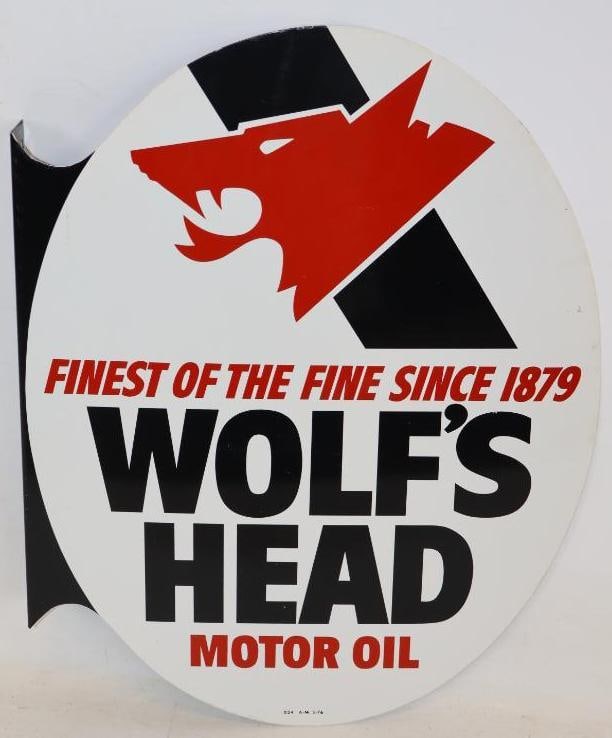 FINEST OF THE FINE SINCE 1879
WOLF'S
HEAD
MOTOR OIL